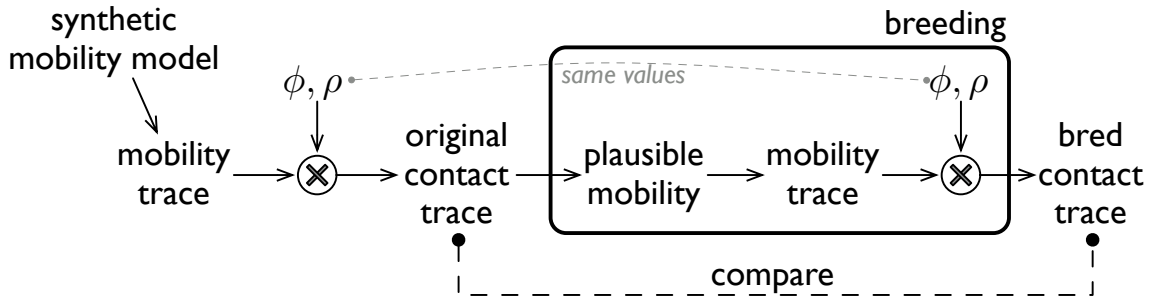 synthetic
mobility model
breeding
ϕ, ρ
same values
ϕ, ρ
mobility
trace
original
contact
trace
plausible
mobility
mobility
trace
bred
contact
trace
compare